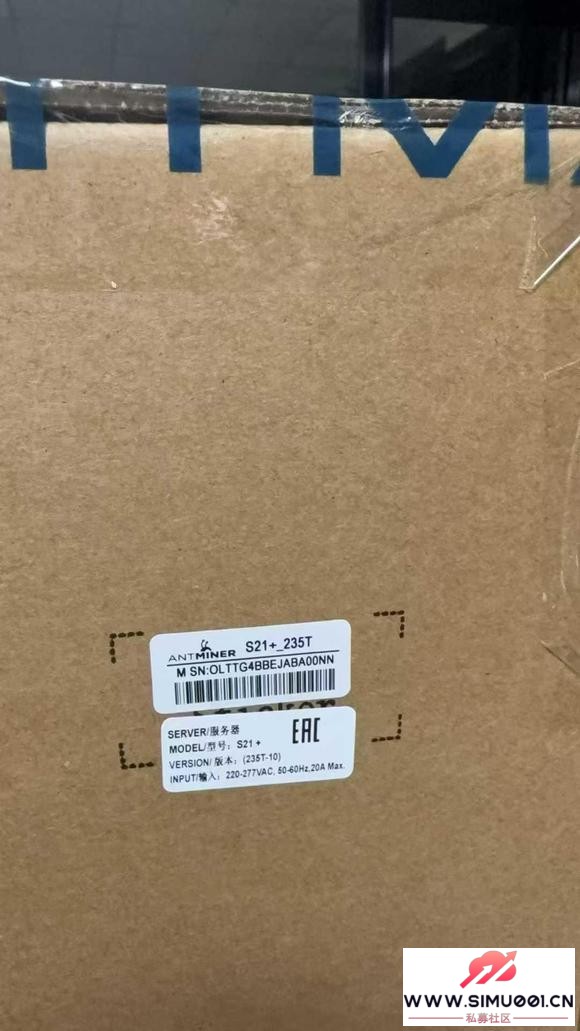 ANTMINER S21+_235T
M SN:OLTTG4BBEJABA00NN
SERVER/服务器
MODEL/型号: S21 +
VERSION/ 版本: (235T-10)
INPUT/输入: 220-277VAC, 50-60Hz,20A Max.
EAC
WWW.SIMU001.CN
私募社区